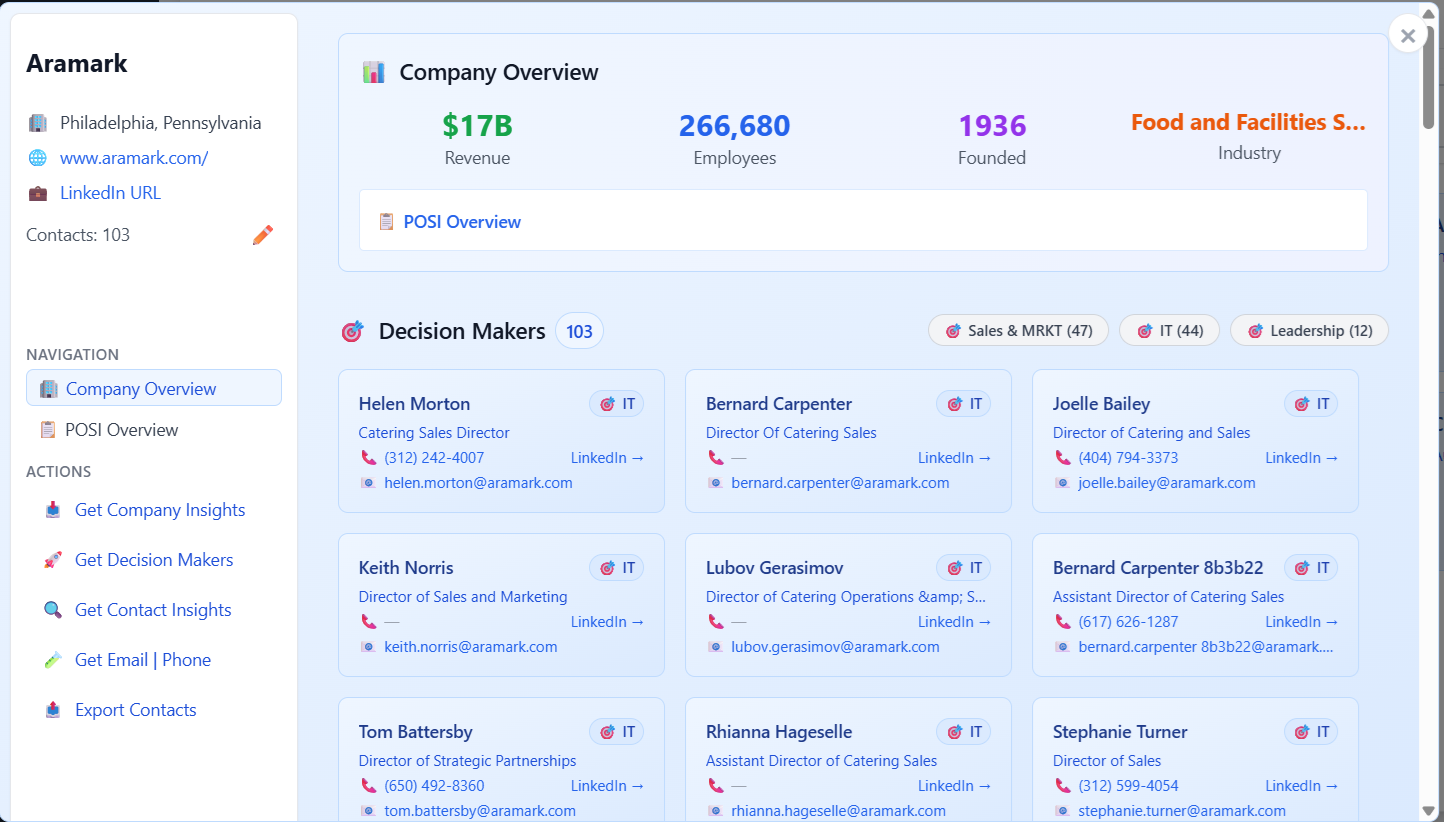 Aramark
Philadelphia, Pennsylvania
www.aramark.com/
LinkedIn URL
Contacts: 103
NAVIGATION
Company Overview
POSI Overview
ACTIONS
Get Company Insights
Get Decision Makers
Get Contact Insights
Get Email | Phone
Export Contacts
Company Overview
$17B
Revenue
266,680
Employees
1936
Founded
Food and Facilities S...
Industry
POSI Overview
Decision Makers 103
Sales & MRKT (47)
IT (44)
Leadership (12)
Helen Morton IT
Catering Sales Director
(312) 242-4007 LinkedIn →
helen.morton@aramark.com
Bernard Carpenter IT
Director Of Catering Sales
— LinkedIn →
bernard.carpenter@aramark.com
Joelle Bailey IT
Director of Catering and Sales
(404) 794-3373 LinkedIn →
joelle.bailey@aramark.com
Keith Norris IT
Director of Sales and Marketing
— LinkedIn →
keith.norris@aramark.com
Lubov Gerasimov IT
Director of Catering Operations &amp; S...
— LinkedIn →
lubov.gerasimov@aramark.com
Bernard Carpenter 8b3b22 IT
Assistant Director of Catering Sales
(617) 626-1287 LinkedIn →
bernard.carpenter 8b3b22@aramark....
Tom Battersby IT
Director of Strategic Partnerships
(650) 492-8360 LinkedIn →
tom.battersby@aramark.com
Rhianna Hageselle IT
Assistant Director of Catering Sales
— LinkedIn →
rhianna.hageselle@aramark.com
Stephanie Turner IT
Director of Sales
(312) 599-4054 LinkedIn →
stephanie.turner@aramark.com